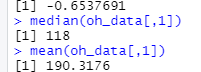 [1] -0.6537691
> median(oh_data[,1])
[1] 118
> mean(oh_data[,1])
[1] 190.3176